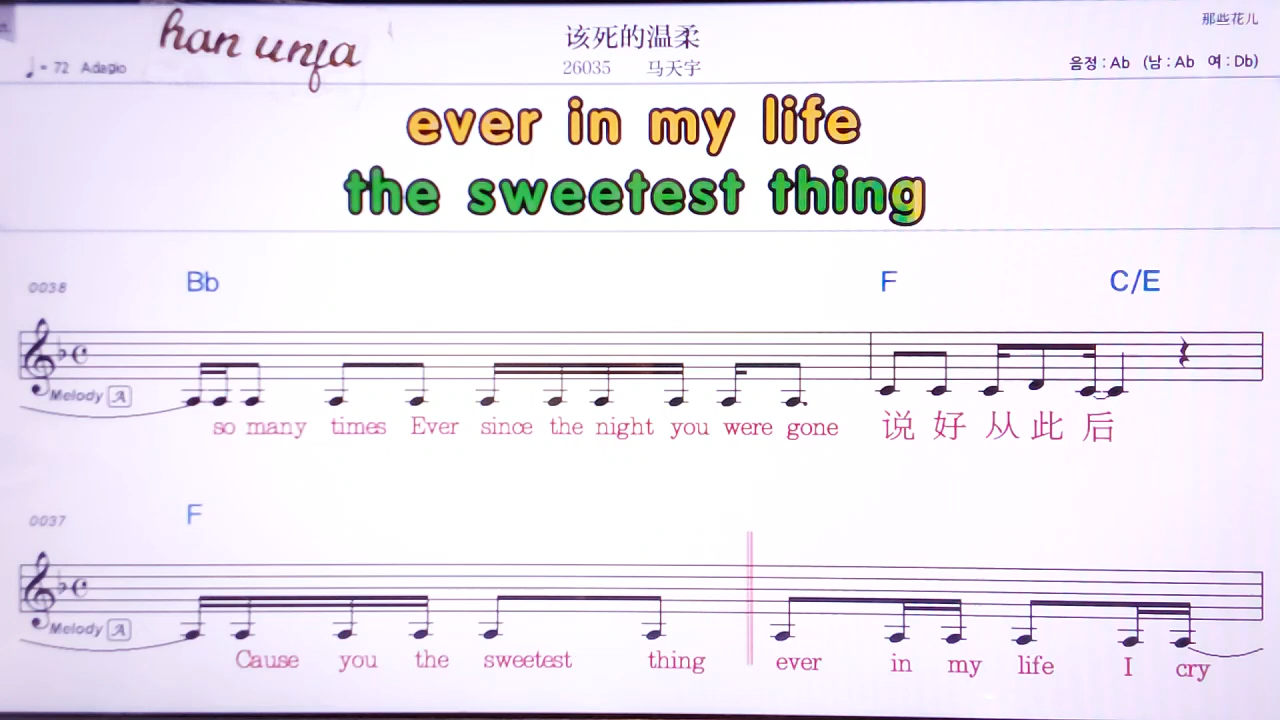 han unfa
该死的温柔
那些花儿
♩= 72 Adagio
26035 马天宇
음정 : Ab (남 : Ab 여 : Db)
ever in my life
the sweetest thing
0038
Bb F C/E
Melody A
so many times Ever since the night you were gone 说 好 从 此 后
0037
F
Melody A
Cause you the sweetest thing ever in my life I cry